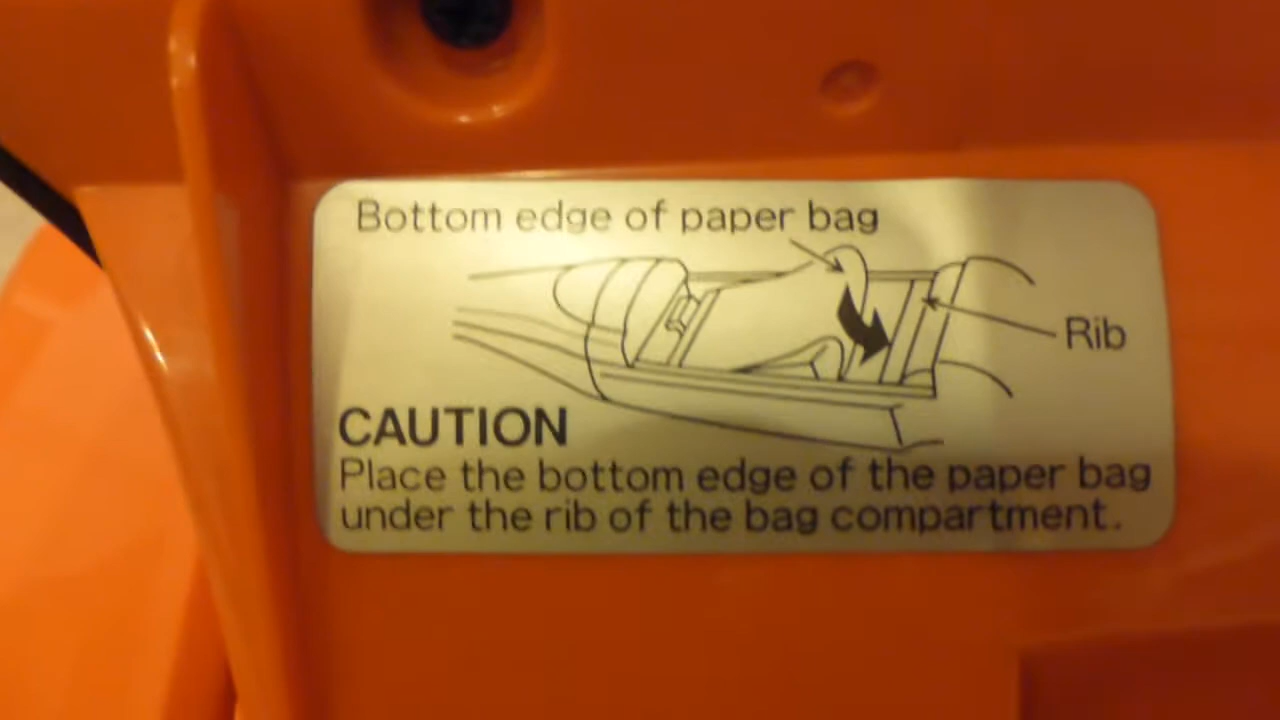 Bottom edge of paper bag
Rib
CAUTION
Place the bottom edge of the paper bag
under the rib of the bag compartment.